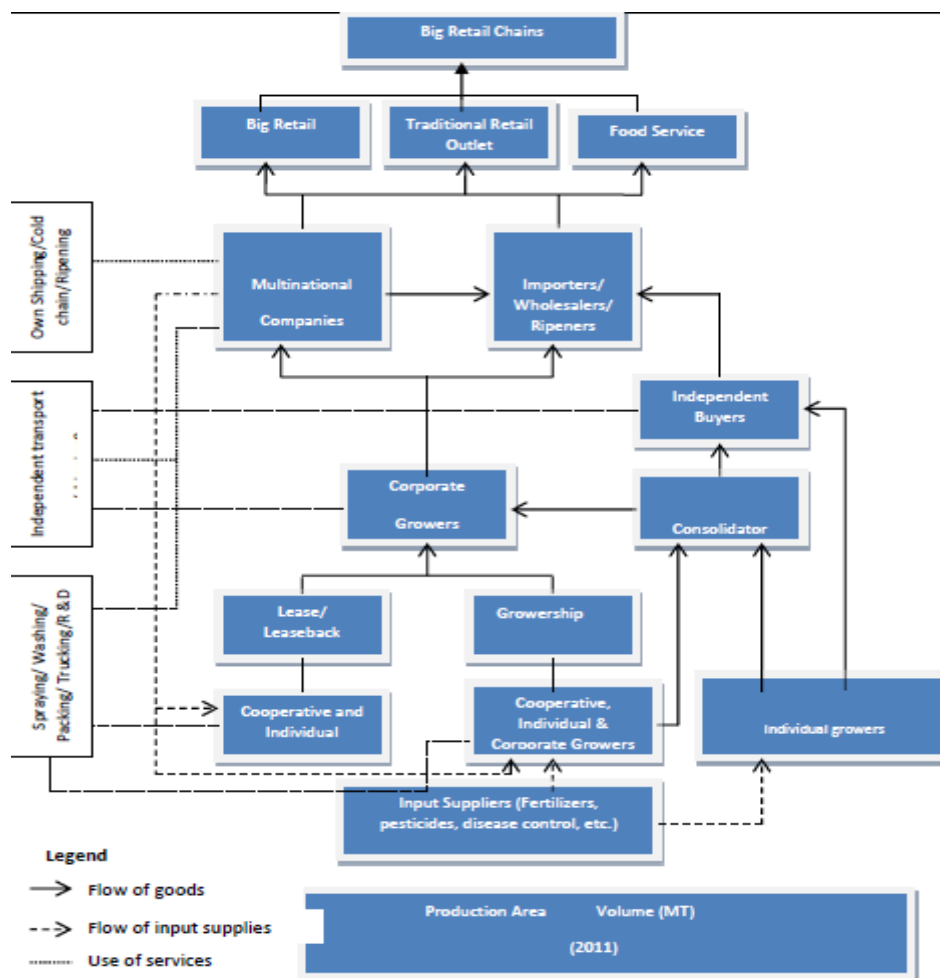 Big Retail Chains
Big Retail
Traditional Retail
Outlet
Food Service
Own Shipping/Cold
chain/Ripening
Multinational
Companies
Importers/
Wholesalers/
Ripeners
Independent transport
Independent
Buyers
Corporate
Growers
Consolidator
Spraying/ Washing/
Packing/ Trucking/R &D
Lease/
Leaseback
Growership
Cooperative and
Individual
Cooperative,
Individual &
Corporate Growers
Individual growers
Input Suppliers (Fertilizers,
pesticides, disease control, etc.)
Legend
Flow of goods
Flow of input supplies
Use of services
Production Area Volume (MT)
(2011)